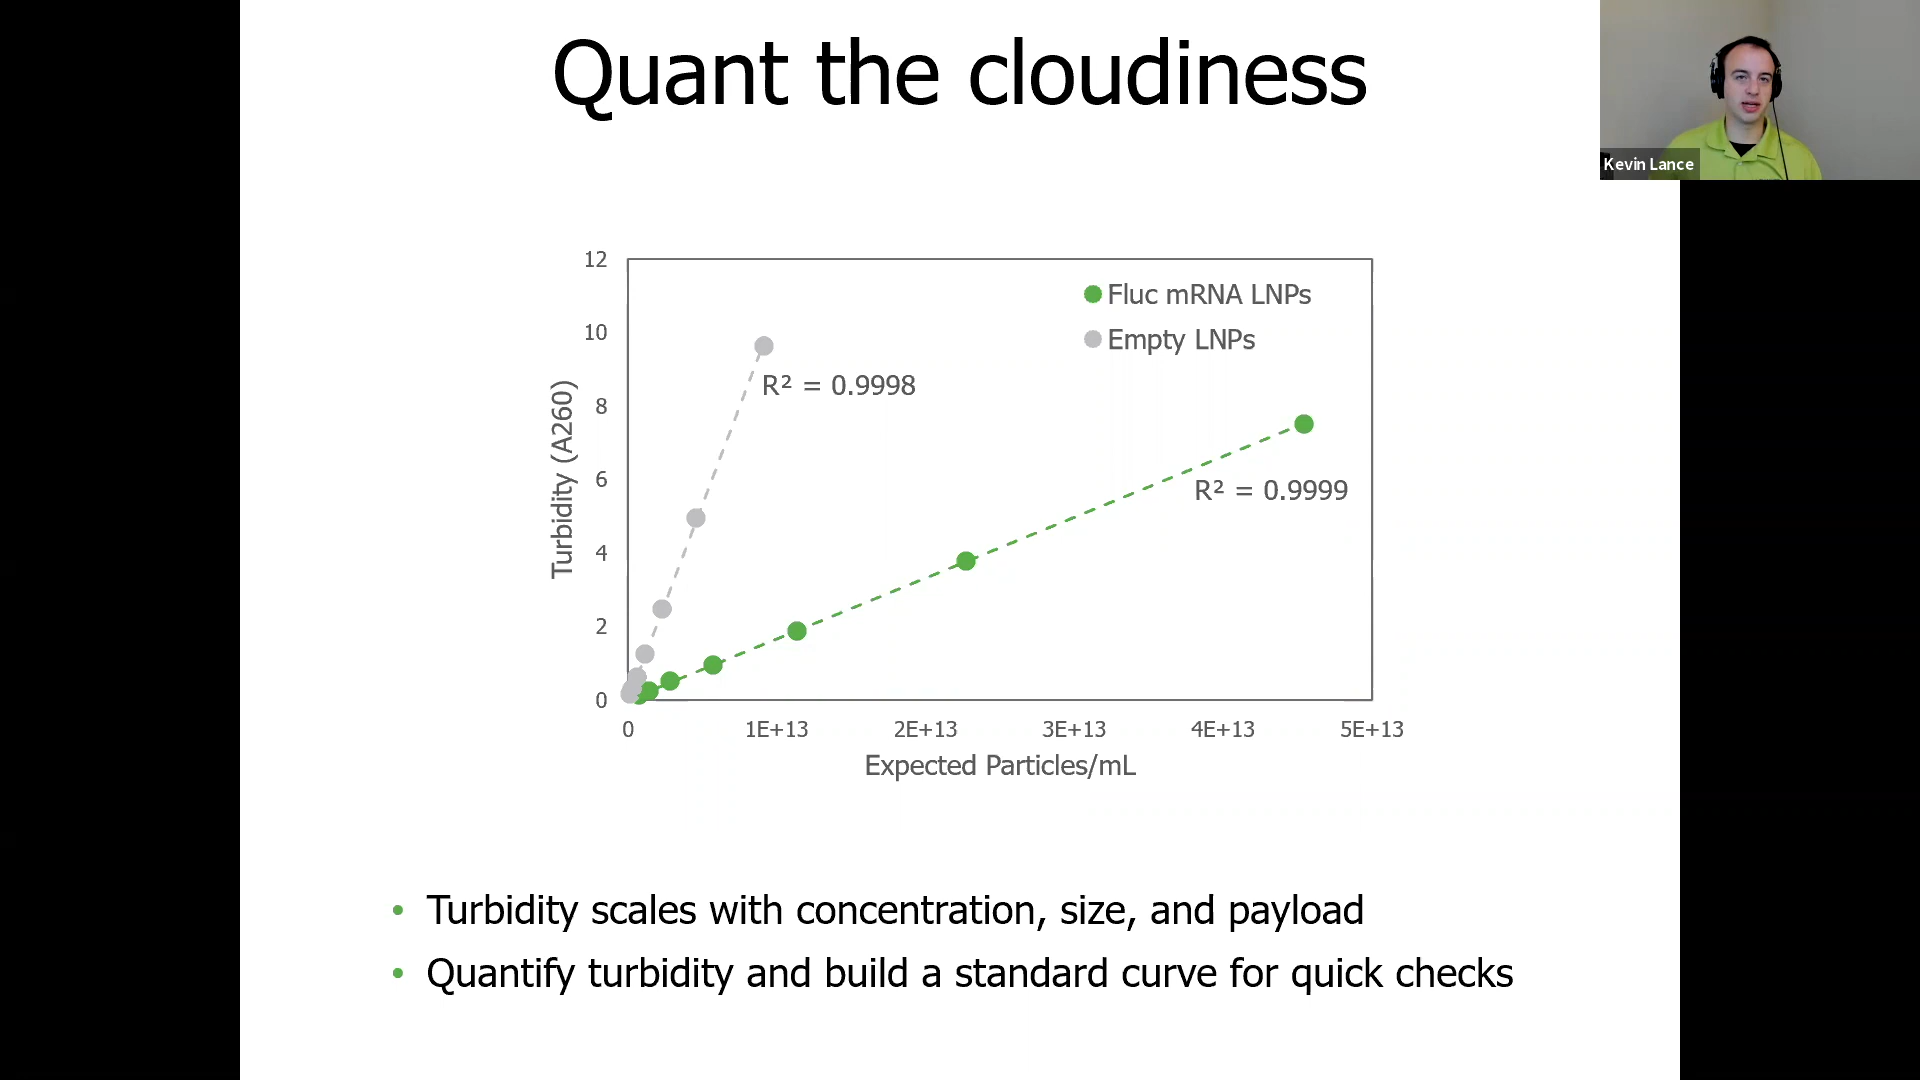 Quant the cloudiness
Kevin Lance
12
10
8
6
4
2
0
Turbidity (A260)
Fluc mRNA LNPs
Empty LNPs
R² = 0.9998
R² = 0.9999
0 1E+13 2E+13 3E+13 4E+13 5E+13
Expected Particles/mL
• Turbidity scales with concentration, size, and payload
• Quantify turbidity and build a standard curve for quick checks